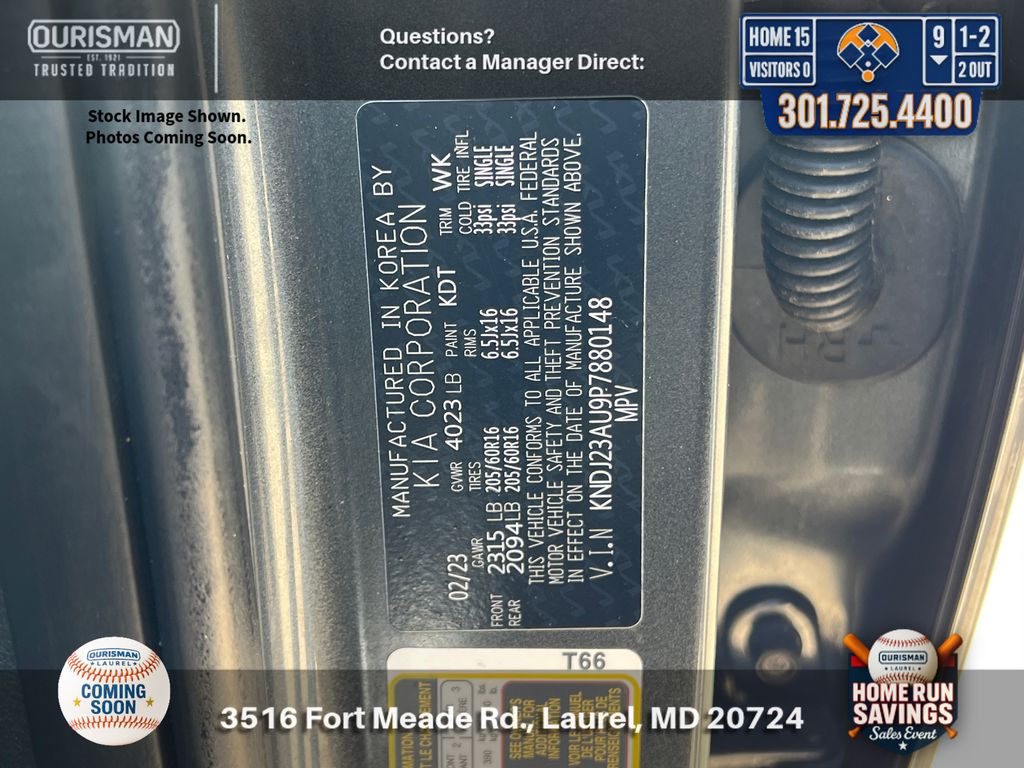 OURISMAN
EST. 1921
TRUSTED TRADITION
Questions?
Contact a Manager Direct:
HOME 15
VISITORS 0
9
1-2
2 OUT
301.725.4400
Stock Image Shown.
Photos Coming Soon.
MANUFACTURED IN KOREA BY
KIA CORPORATION
02/23 GVWR 4023 LB PAINT KDT TRIM WK
GAWR TIRES RIMS COLD TIRE INFL
FRONT 2315 LB 205/60R16 6.5Jx16 33psi SINGLE
REAR 2094LB 205/60R16 6.5Jx16 33psi SINGLE
THIS VEHICLE CONFORMS TO ALL APPLICABLE U.S.A. FEDERAL
MOTOR VEHICLE SAFETY AND THEFT PREVENTION STANDARDS
IN EFFECT ON THE DATE OF MANUFACTURE SHOWN ABOVE.
V.I.N KNDJ23AU9P7880148
MPV
T66
OURISMAN
LAUREL
COMING
SOON
3516 Fort Meade Rd., Laurel, MD 20724
OURISMAN
LAUREL
HOME RUN
SAVINGS
Sales Event